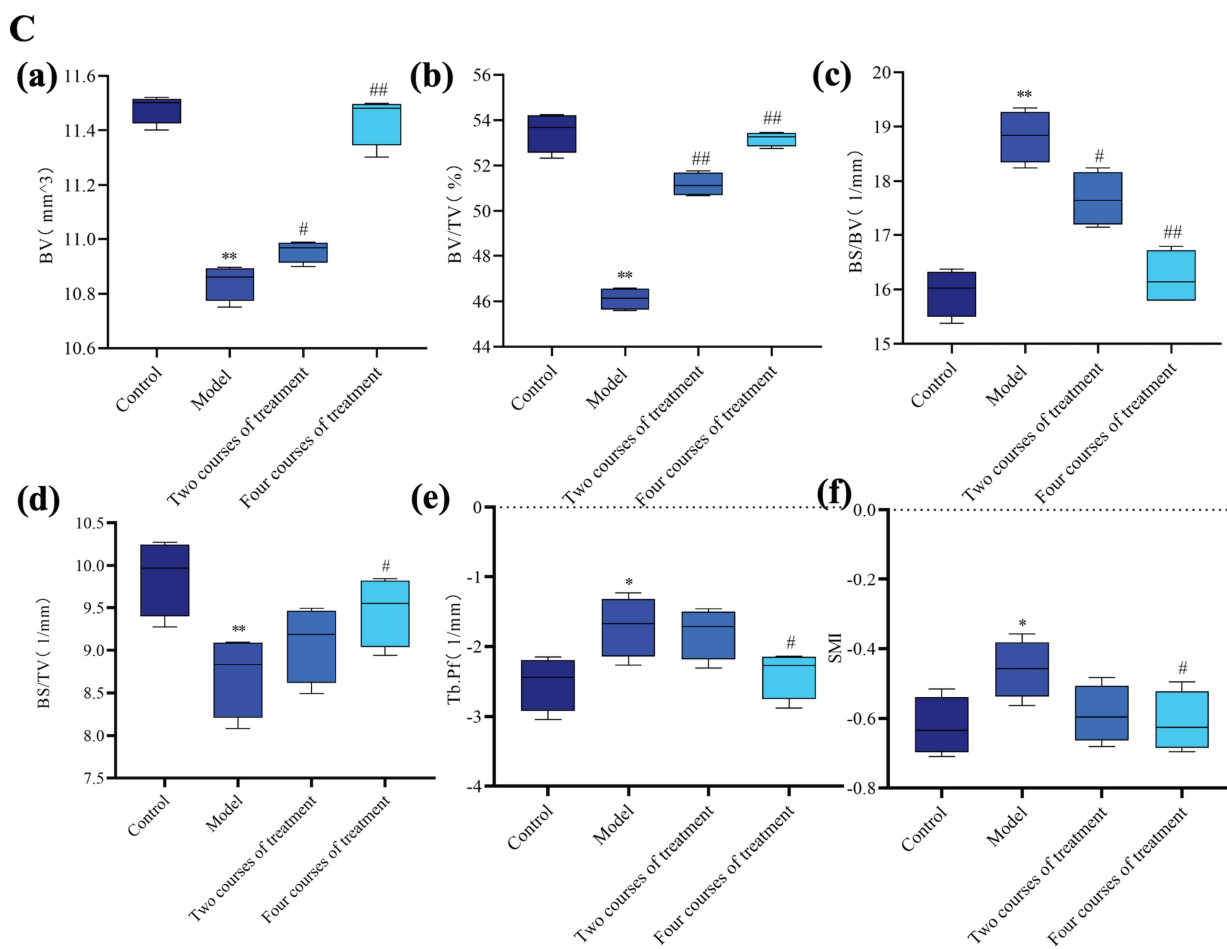 C
(a)
BV( mm^3)
11.6
11.4
11.2
11.0
10.8
10.6
**
#
##
Control
Model
Two courses of treatment
Four courses of treatment
(b)
BV/TV( %)
56
54
52
50
48
46
44
**
##
##
Control
Model
Two courses of treatment
Four courses of treatment
(c)
BS/BV( 1/mm)
20
19
18
17
16
15
**
#
##
Control
Model
Two courses of treatment
Four courses of treatment
(d)
BS/TV( 1/mm)
10.5
10.0
9.5
9.0
8.5
8.0
7.5
**
#
Control
Model
Two courses of treatment
Four courses of treatment
(e)
Tb.Pf( 1/mm)
0
-1
-2
-3
-4
*
#
Control
Model
Two courses of treatment
Four courses of treatment
(f)
SMI
0.0
-0.2
-0.4
-0.6
-0.8
*
#
Control
Model
Two courses of treatment
Four courses of treatment